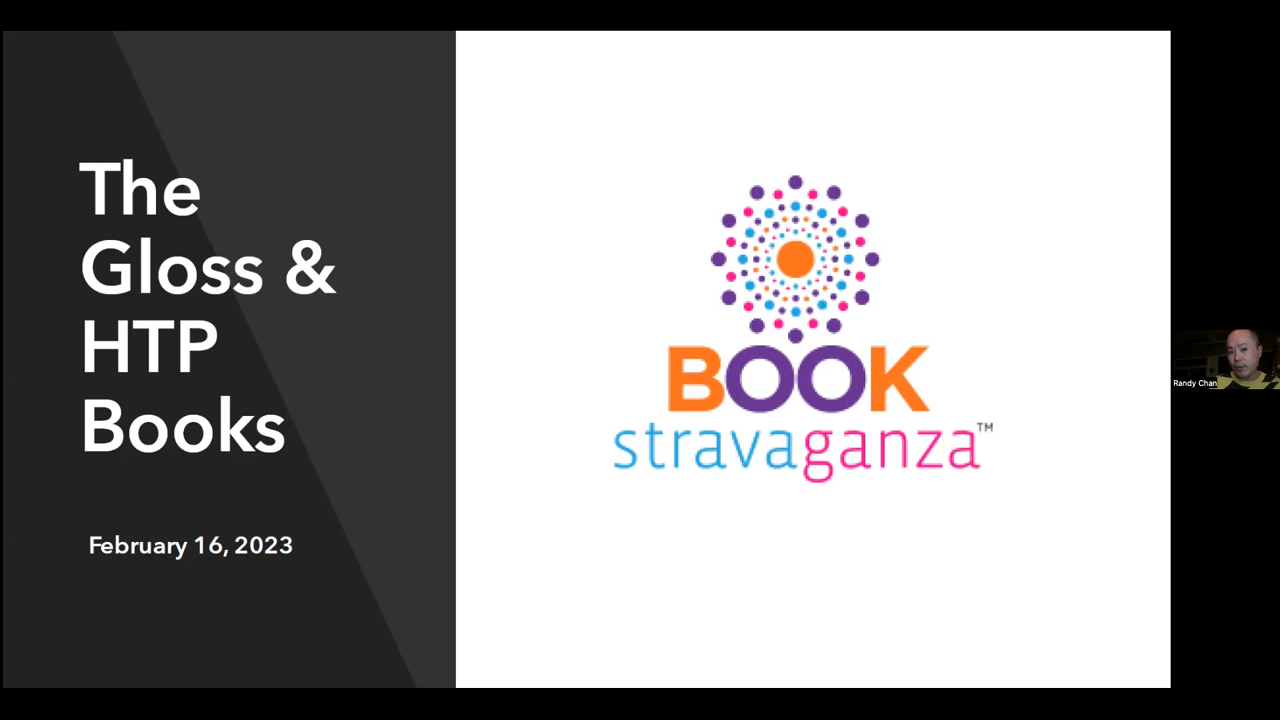 The
Gloss &
HTP
Books
February 16, 2023
BOOK
stravaganza™
Randy Chan